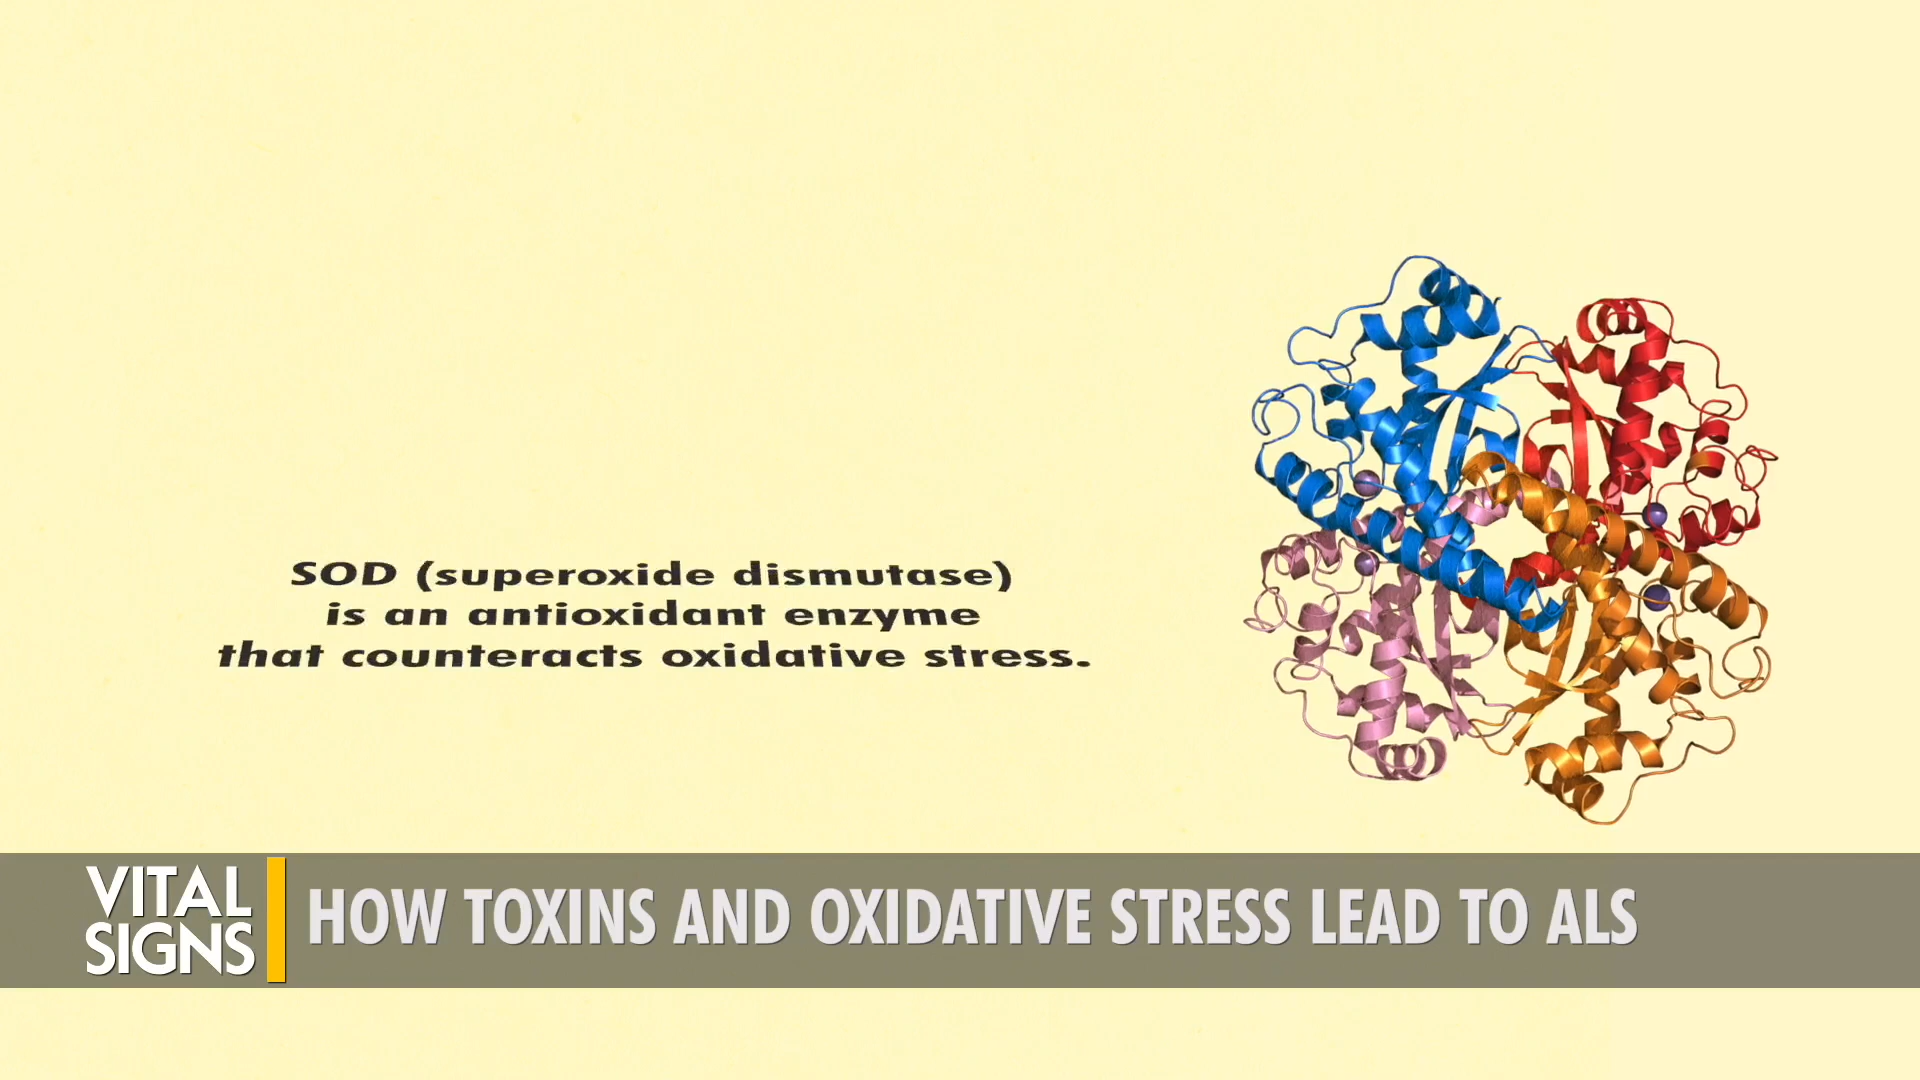 SOD (superoxide dismutase)
is an antioxidant enzyme
that counteracts oxidative stress.
VITAL
SIGNS
HOW TOXINS AND OXIDATIVE STRESS LEAD TO ALS